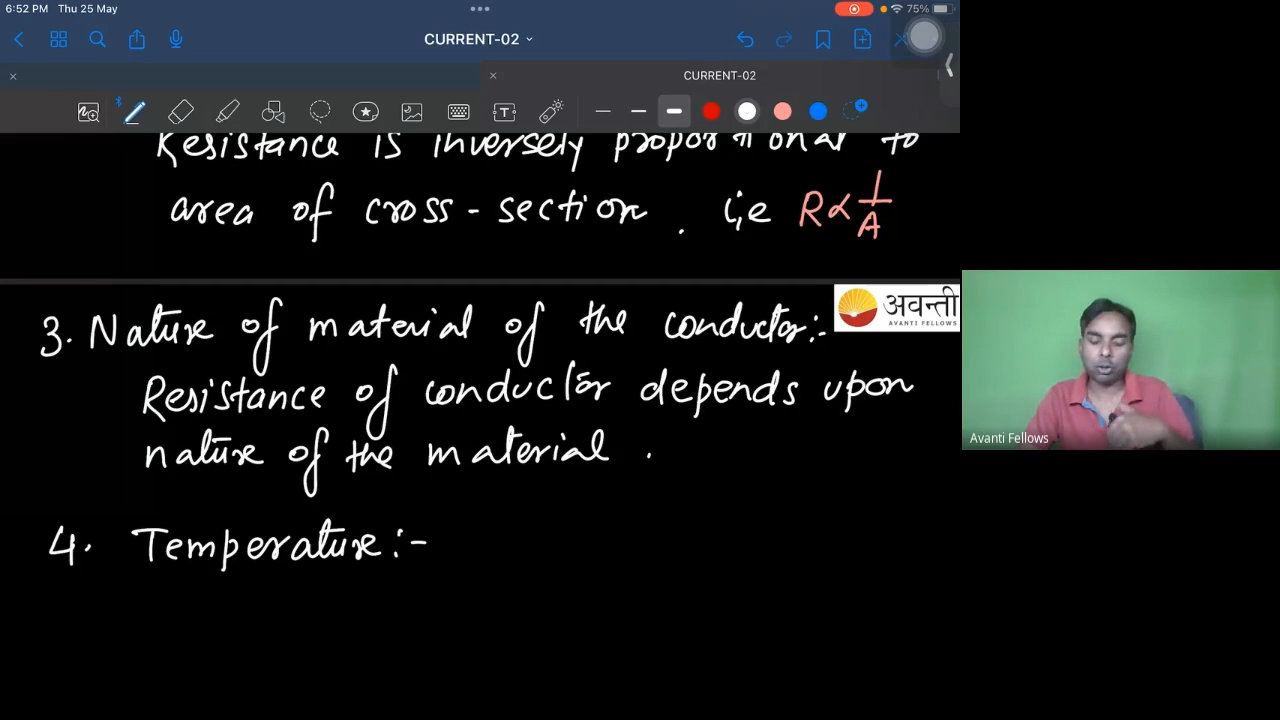 6:52 PM Thu 25 May
75%
CURRENT-02
CURRENT-02
Resistance is inversely proportional to
area of cross-section. i,e R∝1/A
अवन्ती
AVANTI FELLOWS
3. Nature of material of the conductor:-
Resistance of conductor depends upon
nature of the material.
4. Temperature:-
Avanti Fellows